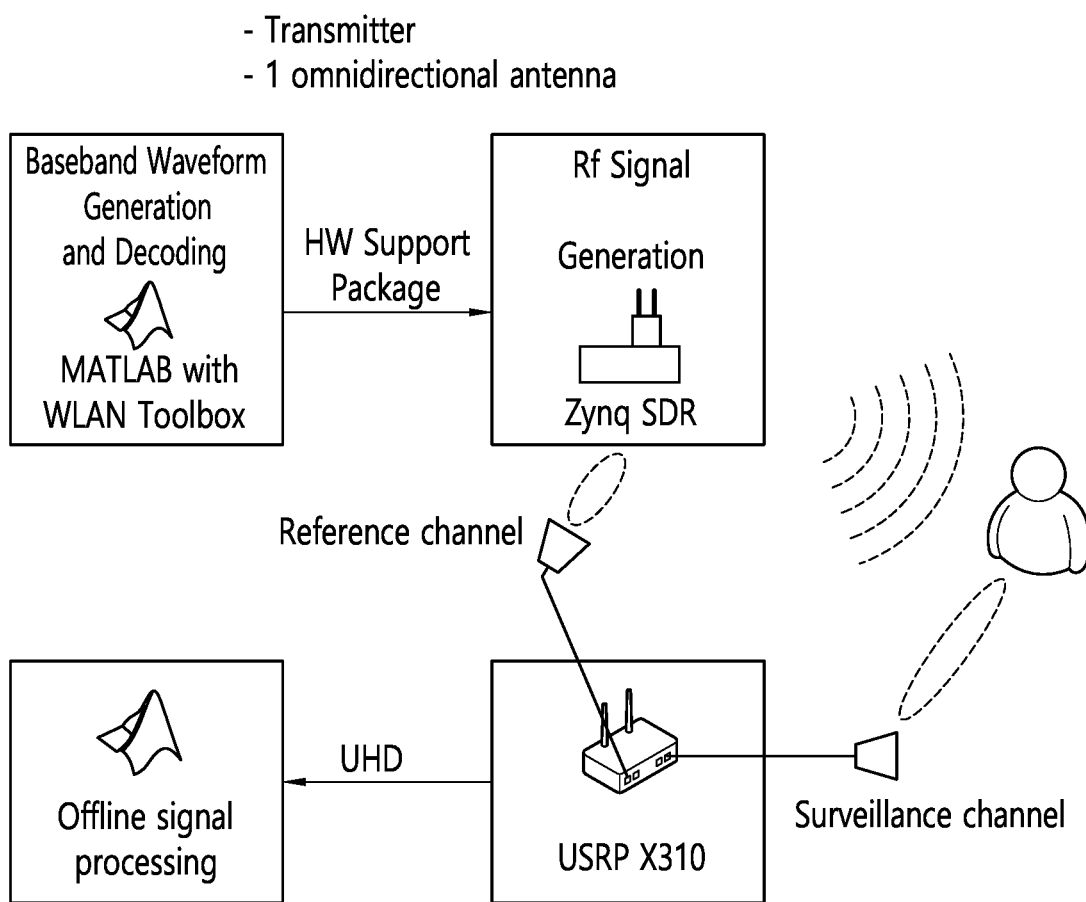 - Transmitter
- 1 omnidirectional antenna
Baseband Waveform
Generation
and Decoding
MATLAB with
WLAN Toolbox
HW Support
Package
Rf Signal
Generation
Zynq SDR
Reference channel
Offline signal
processing
UHD
USRP X310
Surveillance channel